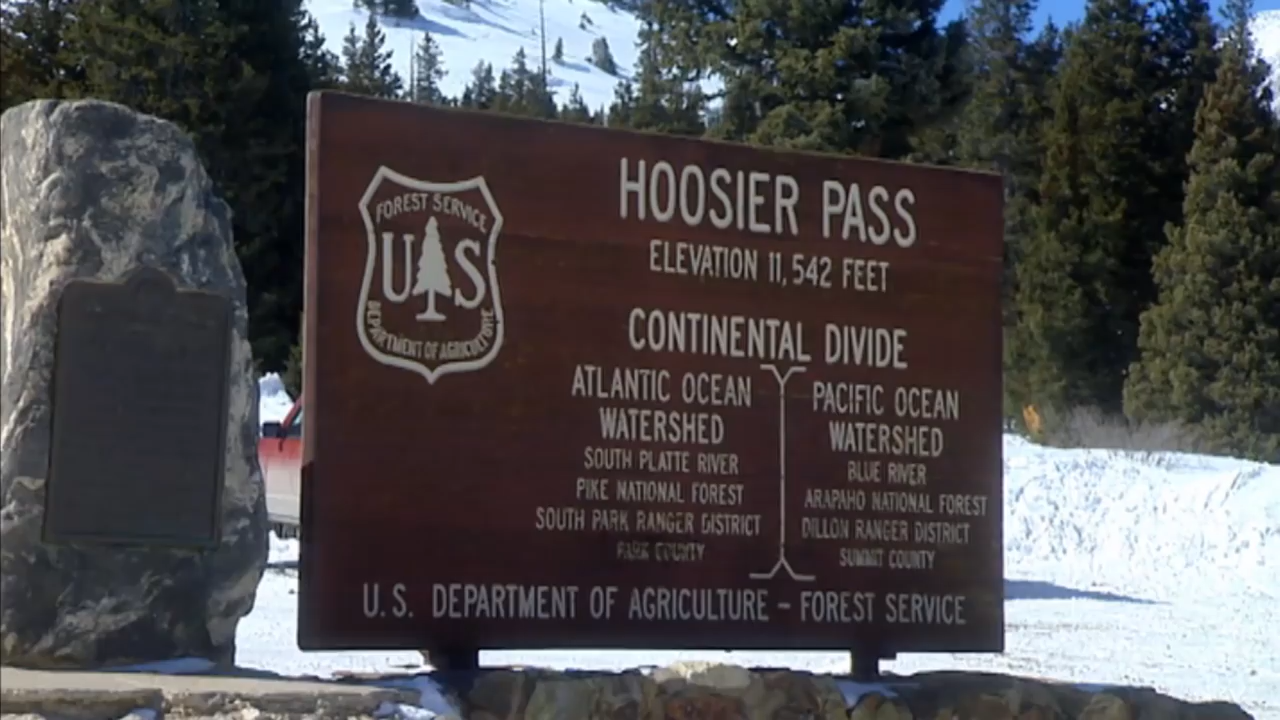 FOREST SERVICE
US
DEPARTMENT OF AGRICULTURE
HOOSIER PASS
ELEVATION 11,542 FEET
CONTINENTAL DIVIDE
ATLANTIC OCEAN
WATERSHED
SOUTH PLATTE RIVER
PIKE NATIONAL FOREST
SOUTH PARK RANGER DISTRICT
PARK COUNTY
PACIFIC OCEAN
WATERSHED
BLUE RIVER
ARAPAHO NATIONAL FOREST
DILLON RANGER DISTRICT
SUMMIT COUNTY
U.S. DEPARTMENT OF AGRICULTURE – FOREST SERVICE